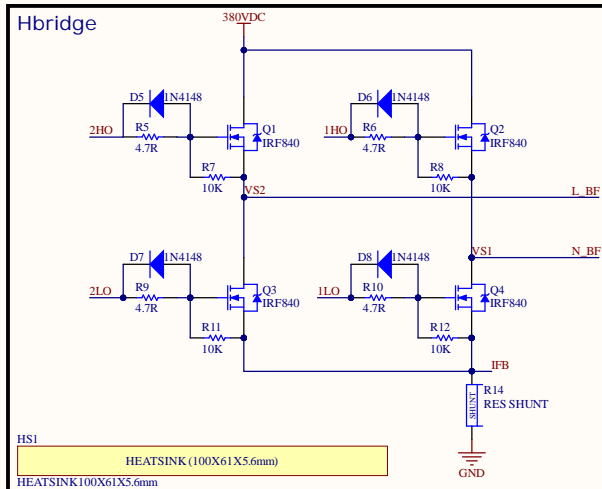 Hbridge
380VDC
D5 1N4148
D6 1N4148
2HO
R5
4.7R
Q1
IRF840
1HO
R6
4.7R
Q2
IRF840
R7
10K
R8
10K
VS2
L_BF
VS1
N_BF
D7 1N4148
D8 1N4148
2LO
R9
4.7R
Q3
IRF840
1LO
R10
4.7R
Q4
IRF840
R11
10K
R12
10K
IFB
SHUNT
R14
RES SHUNT
GND
HS1
HEATSINK (100X61X5.6mm)
HEATSINK100X61X5.6mm